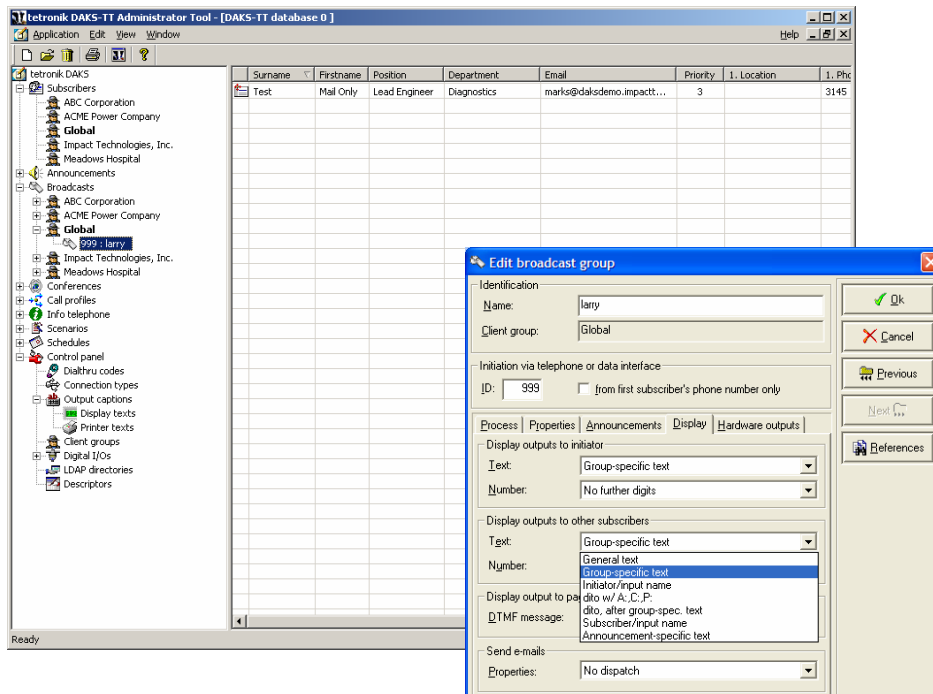 tetronik DAKS-TT Administrator Tool - [DAKS-TT database 0 ]
Application Edit View Window Help
tetronik DAKS
Subscribers
ABC Corporation
ACME Power Company
Global
Impact Technologies, Inc.
Meadows Hospital
Announcements
Broadcasts
ABC Corporation
ACME Power Company
Global
999 : larry
Impact Technologies, Inc.
Meadows Hospital
Conferences
Call profiles
Info telephone
Scenarios
Schedules
Control panel
Dialthru codes
Connection types
Output captions
Display texts
Printer texts
Client groups
Digital I/Os
LDAP directories
Descriptors
Surname Firstname Position Department Email Priority 1. Location 1. Pho
Test Mail Only Lead Engineer Diagnostics marks@daksdemo.impactt... 3 3145
Ready
Edit broadcast group
Identification
Name: larry
Client group: Global
Initiation via telephone or data interface
ID: 999 from first subscriber's phone number only
Process Properties Announcements Display Hardware outputs
Display outputs to initiator
Text: Group-specific text
Number: No further digits
Display outputs to other subscribers
Text: Group-specific text
Number:
General text
Group-specific text
Initiator/input name
dito w/ A:,C:,P:
dito, after group-spec. text
Subscriber/input name
Announcement-specific text
Display output to pa
DTMF message:
Send e-mails
Properties: No dispatch
Ok
Cancel
Previous
Next
References